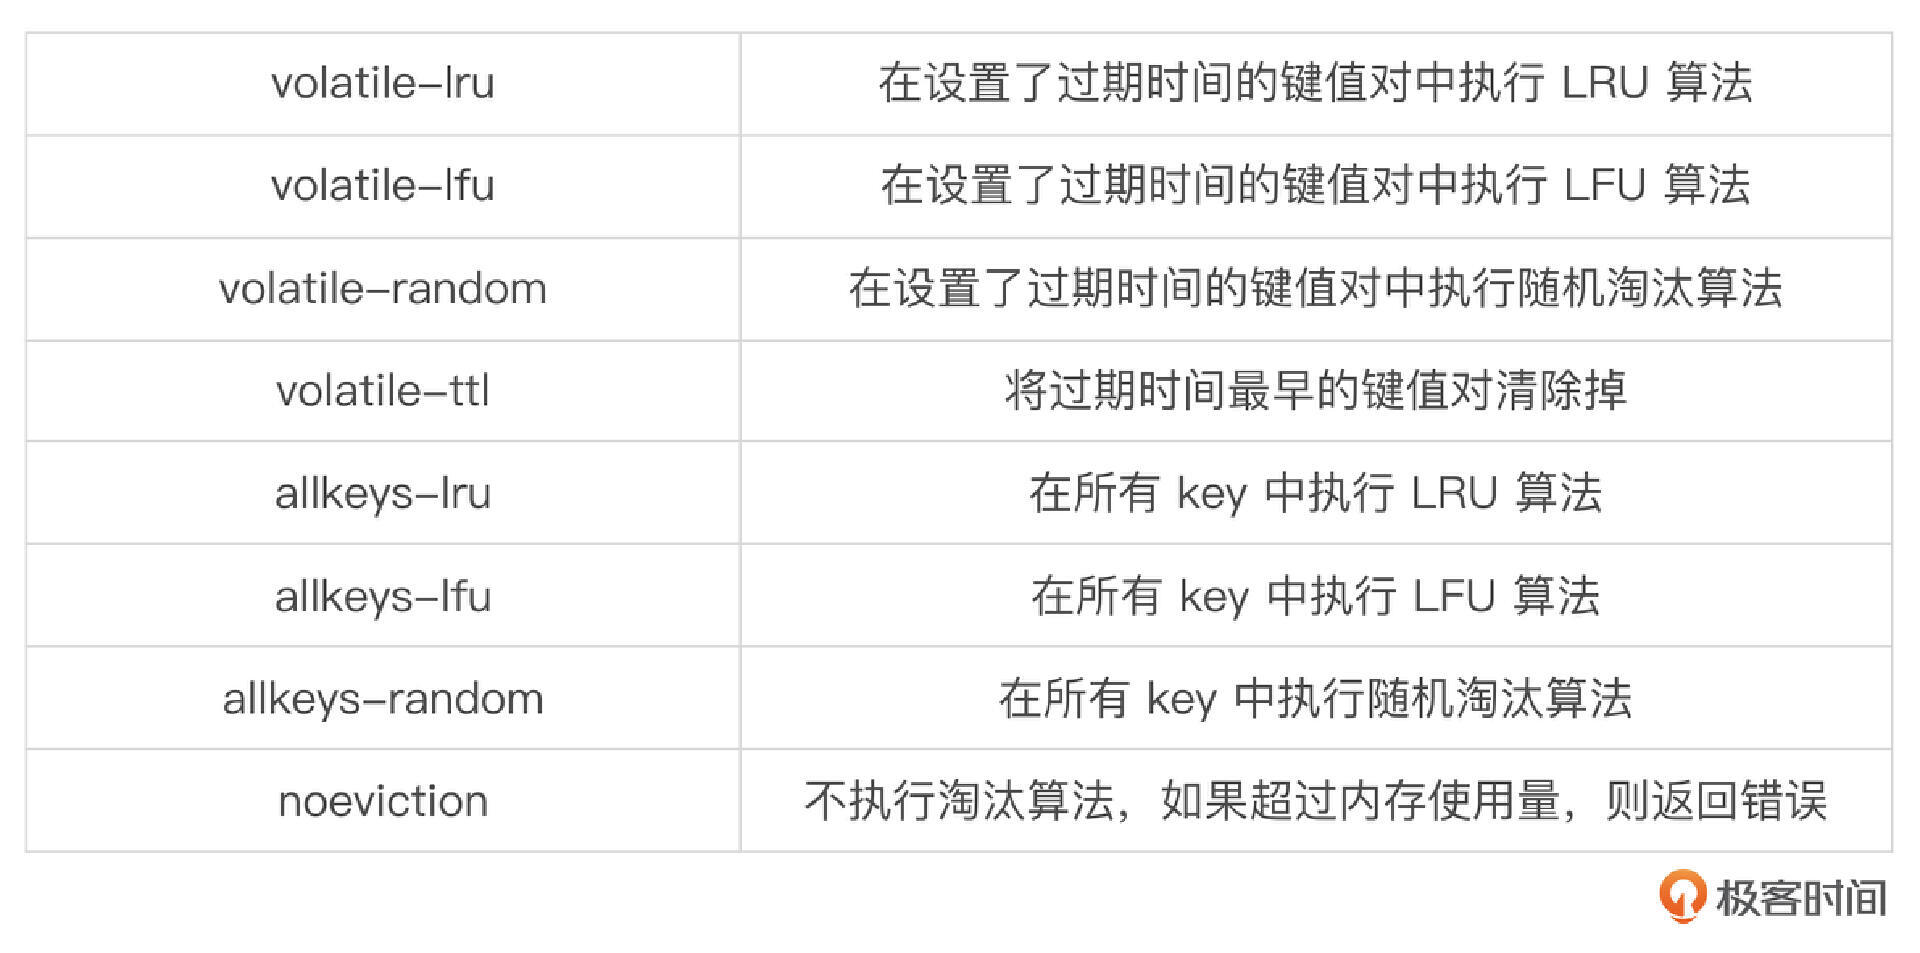 volatile-lru 在设置了过期时间的键值对中执行 LRU 算法
volatile-lfu 在设置了过期时间的键值对中执行 LFU 算法
volatile-random 在设置了过期时间的键值对中执行随机淘汰算法
volatile-ttl 将过期时间最早的键值对清除掉
allkeys-lru 在所有 key 中执行 LRU 算法
allkeys-lfu 在所有 key 中执行 LFU 算法
allkeys-random 在所有 key 中执行随机淘汰算法
noeviction 不执行淘汰算法，如果超过内存使用量，则返回错误
极客时间